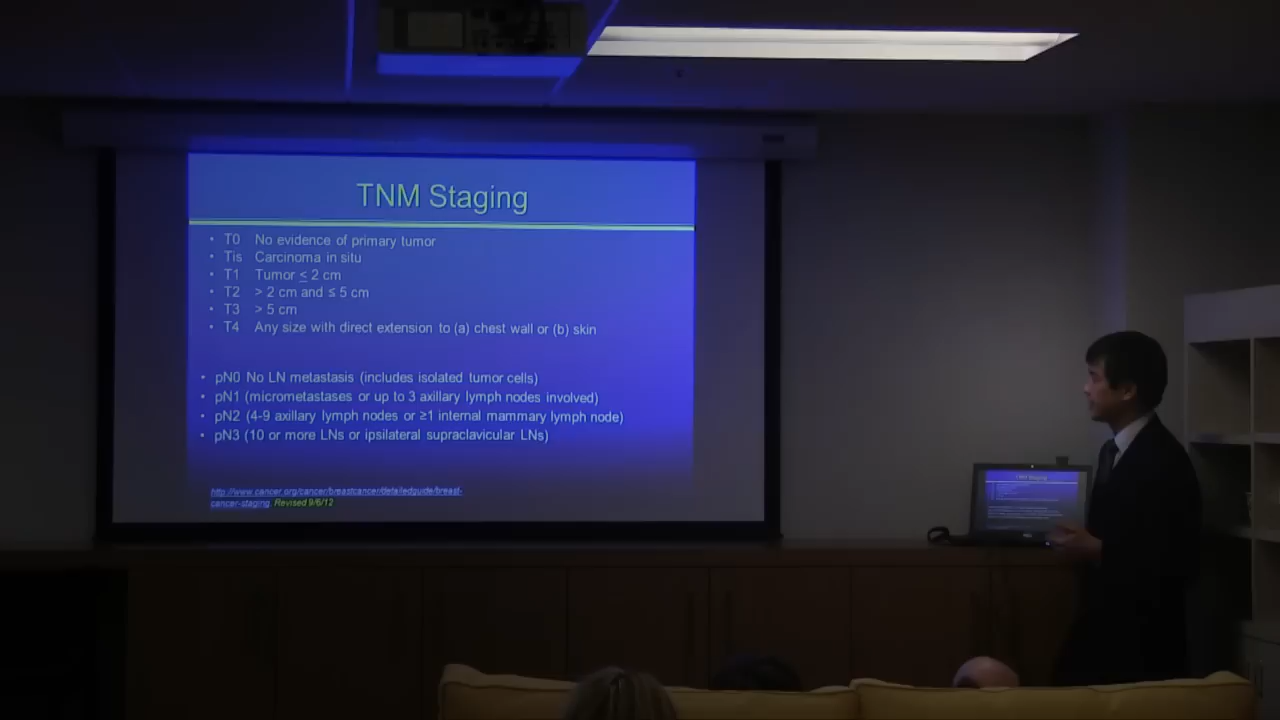 TNM Staging
• T0 No evidence of primary tumor
• Tis Carcinoma in situ
• T1 Tumor ≤ 2 cm
• T2 > 2 cm and ≤ 5 cm
• T3 > 5 cm
• T4 Any size with direct extension to (a) chest wall or (b) skin
• pN0 No LN metastasis (includes isolated tumor cells)
• pN1 (micrometastases or up to 3 axillary lymph nodes involved)
• pN2 (4-9 axillary lymph nodes or ≥1 internal mammary lymph node)
• pN3 (10 or more LNs or ipsilateral supraclavicular LNs)
http://www.cancer.org/cancer/breastcancer/detailedguide/breast-
cancer-staging. Revised 9/6/12